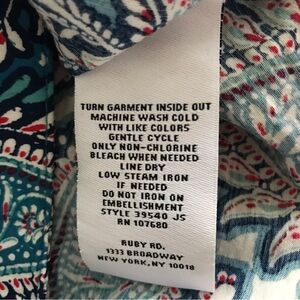 TURN GARMENT INSIDE OUT
MACHINE WASH COLD
WITH LIKE COLORS
GENTLE CYCLE
ONLY NON-CHLORINE
BLEACH WHEN NEEDED
LINE DRY
LOW STEAM IRON
IF NEEDED
DO NOT IRON ON
EMBELLISHMENT
STYLE 39540 JS
RN 107680
RUBY RD.
1333 BROADWAY
NEW YORK, NY 10018